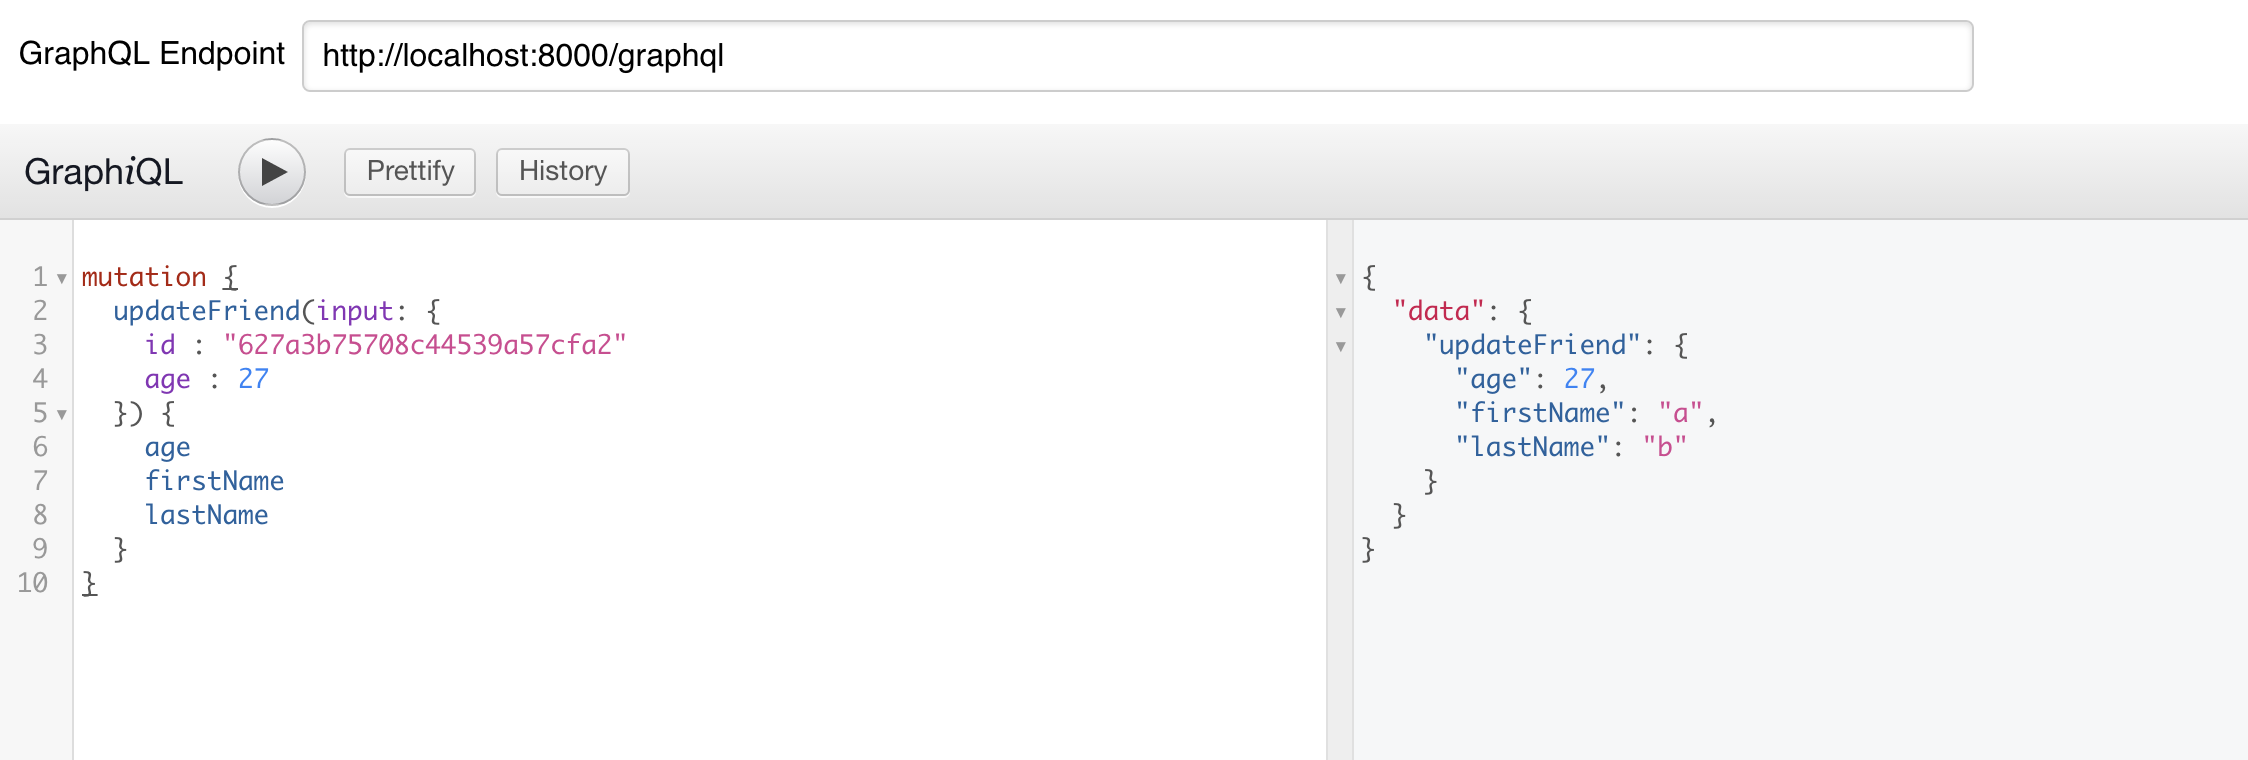 GraphQL Endpoint http://localhost:8000/graphql
GraphiQL Prettify History
1 mutation {
2 updateFriend(input: {
3 id : "627a3b75708c44539a57cfa2"
4 age : 27
5 }) {
6 age
7 firstName
8 lastName
9 }
10 }
{
"data": {
"updateFriend": {
"age": 27,
"firstName": "a",
"lastName": "b"
}
}
}